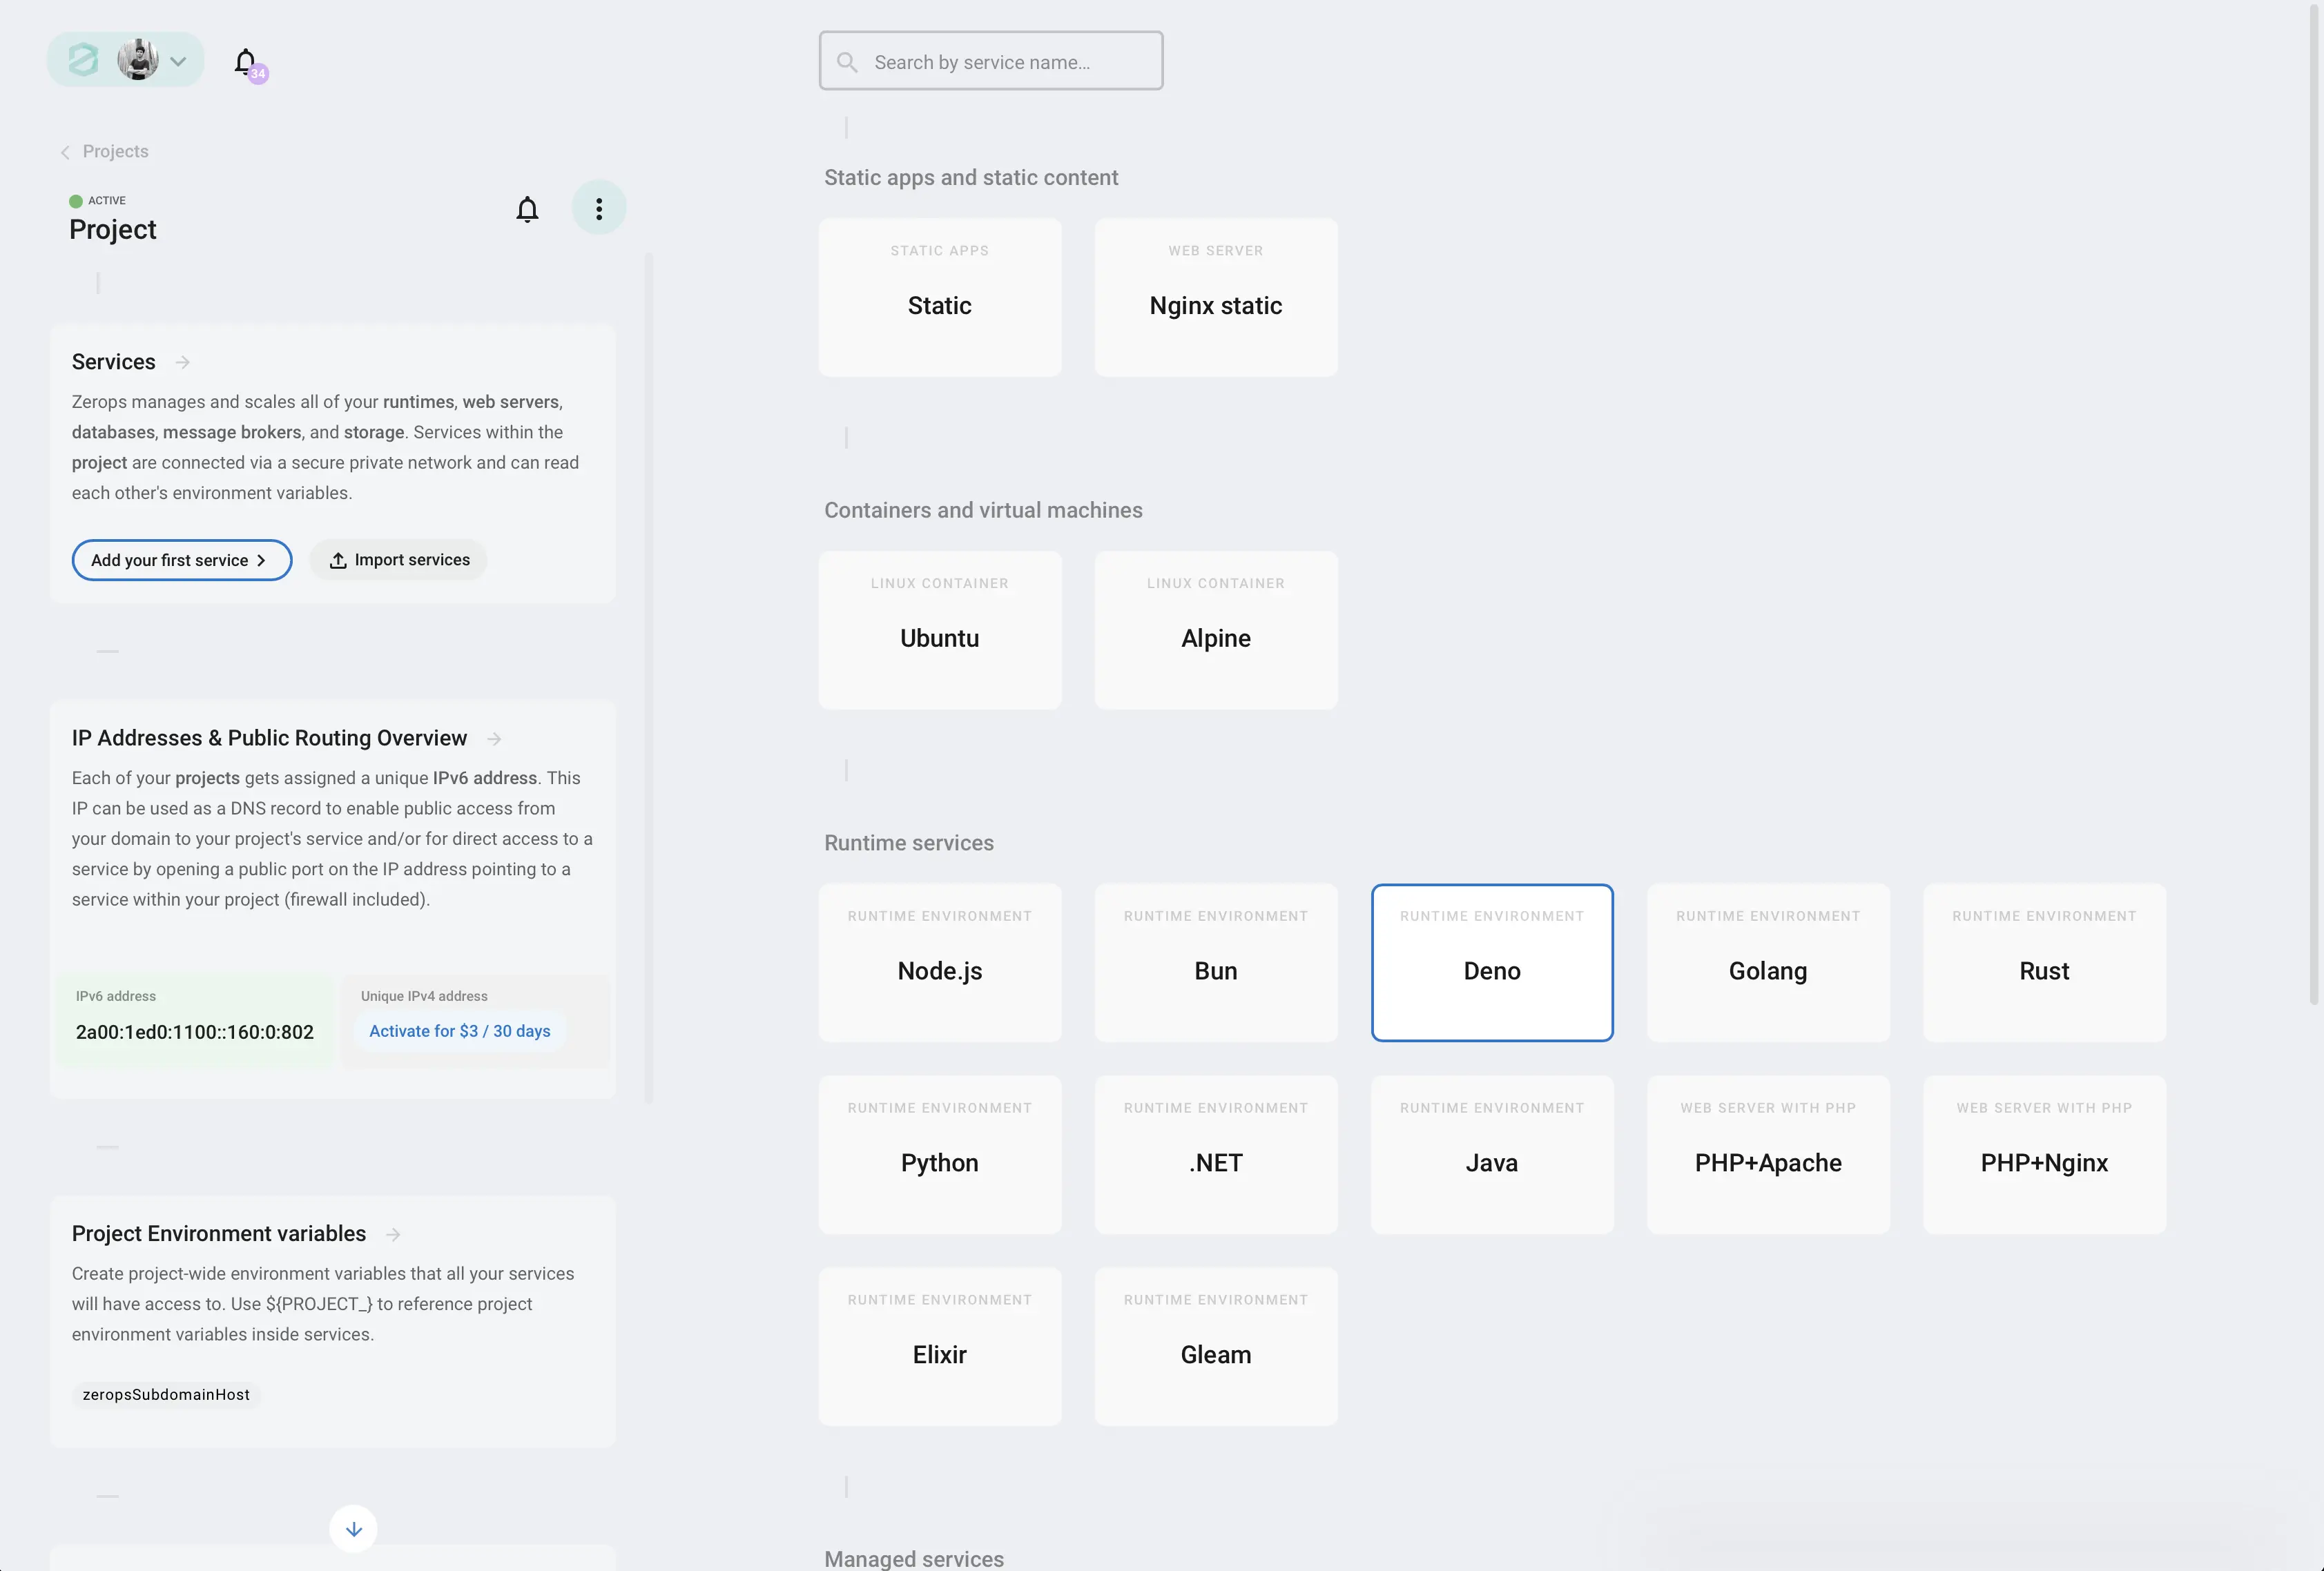 34
Search by service name...
Projects
ACTIVE
Project
Services
Zerops manages and scales all of your runtimes, web servers,
databases, message brokers, and storage. Services within the
project are connected via a secure private network and can read
each other's environment variables.
Add your first service
Import services
IP Addresses & Public Routing Overview
Each of your projects gets assigned a unique IPv6 address. This
IP can be used as a DNS record to enable public access from
your domain to your project's service and/or for direct access to a
service by opening a public port on the IP address pointing to a
service within your project (firewall included).
IPv6 address
2a00:1ed0:1100::160:0:802
Unique IPv4 address
Activate for $3 / 30 days
Project Environment variables
Create project-wide environment variables that all your services
will have access to. Use ${PROJECT_} to reference project
environment variables inside services.
zeropsSubdomainHost
Static apps and static content
STATIC APPS
Static
WEB SERVER
Nginx static
Containers and virtual machines
LINUX CONTAINER
Ubuntu
LINUX CONTAINER
Alpine
Runtime services
RUNTIME ENVIRONMENT
Node.js
RUNTIME ENVIRONMENT
Bun
RUNTIME ENVIRONMENT
Deno
RUNTIME ENVIRONMENT
Golang
RUNTIME ENVIRONMENT
Rust
RUNTIME ENVIRONMENT
Python
RUNTIME ENVIRONMENT
.NET
RUNTIME ENVIRONMENT
Java
WEB SERVER WITH PHP
PHP+Apache
WEB SERVER WITH PHP
PHP+Nginx
RUNTIME ENVIRONMENT
Elixir
RUNTIME ENVIRONMENT
Gleam
Managed services